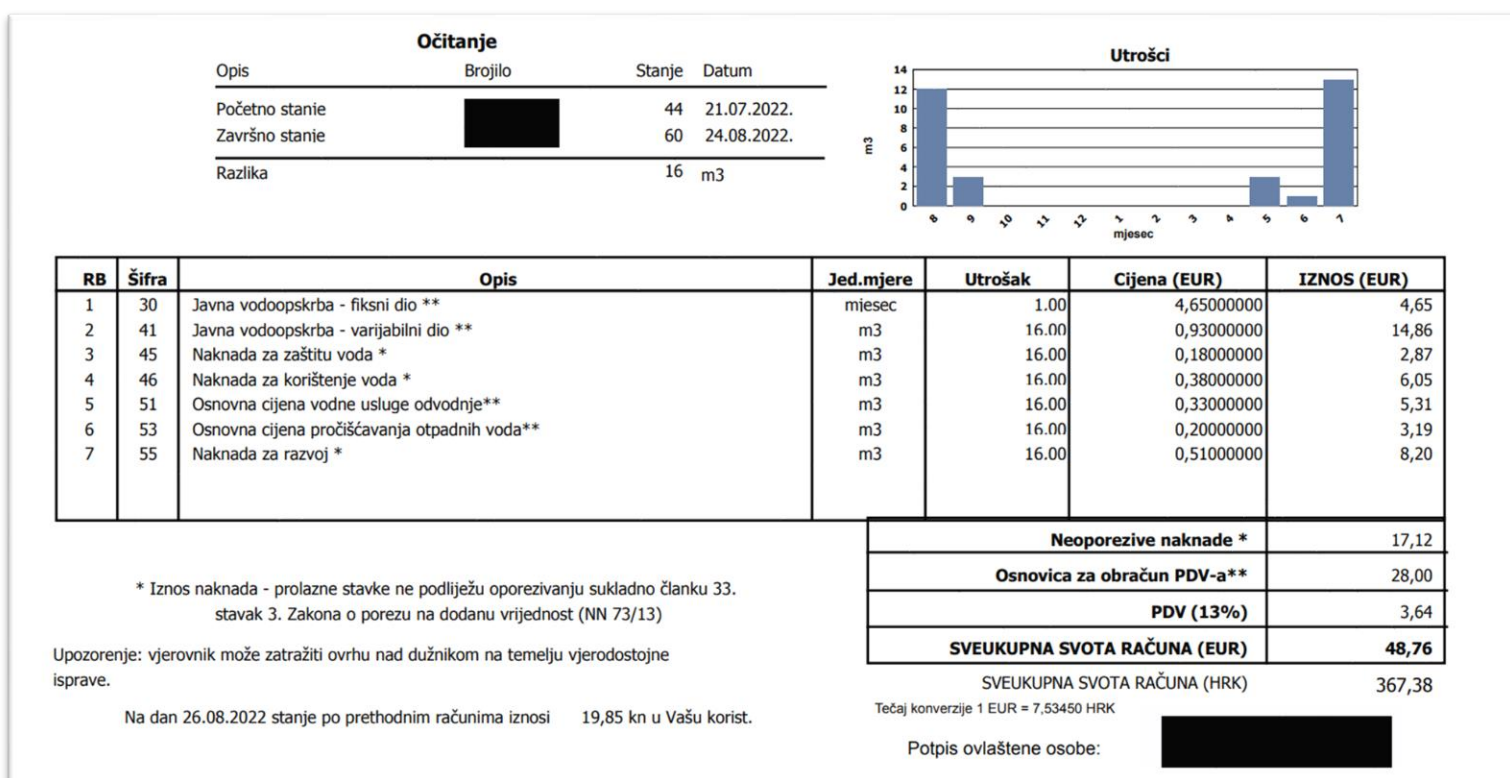 Očitanje
Opis Brojilo Stanje Datum
Početno stanje 44 21.07.2022.
Završno stanje 60 24.08.2022.
Razlika 16 m3
Utrošci
14
12
10
8
6
4
2
0
m3
8 9 10 11 12 1 2 3 4 5 6 7
mjesec
RB Šifra Opis Jed.mjere Utrošak Cijena (EUR) IZNOS (EUR)
1 30 Javna vodoopskrba - fiksni dio ** mjesec 1.00 4,65000000 4,65
2 41 Javna vodoopskrba - varijabilni dio ** m3 16.00 0,93000000 14,86
3 45 Naknada za zaštitu voda * m3 16.00 0,18000000 2,87
4 46 Naknada za korištenje voda * m3 16.00 0,38000000 6,05
5 51 Osnovna cijena vodne usluge odvodnje** m3 16.00 0,33000000 5,31
6 53 Osnovna cijena pročišćavanja otpadnih voda** m3 16.00 0,20000000 3,19
7 55 Naknada za razvoj * m3 16.00 0,51000000 8,20
Neoporezive naknade * 17,12
Osnovica za obračun PDV-a** 28,00
PDV (13%) 3,64
SVEUKUPNA SVOTA RAČUNA (EUR) 48,76
SVEUKUPNA SVOTA RAČUNA (HRK) 367,38
Tečaj konverzije 1 EUR = 7,53450 HRK
* Iznos naknada - prolazne stavke ne podliježu oporezivanju sukladno članku 33.
stavak 3. Zakona o porezu na dodanu vrijednost (NN 73/13)
Upozorenje: vjerovnik može zatražiti ovrhu nad dužnikom na temelju vjerodostojne
isprave.
Na dan 26.08.2022 stanje po prethodnim računima iznosi 19,85 kn u Vašu korist.
Potpis ovlaštene osobe: